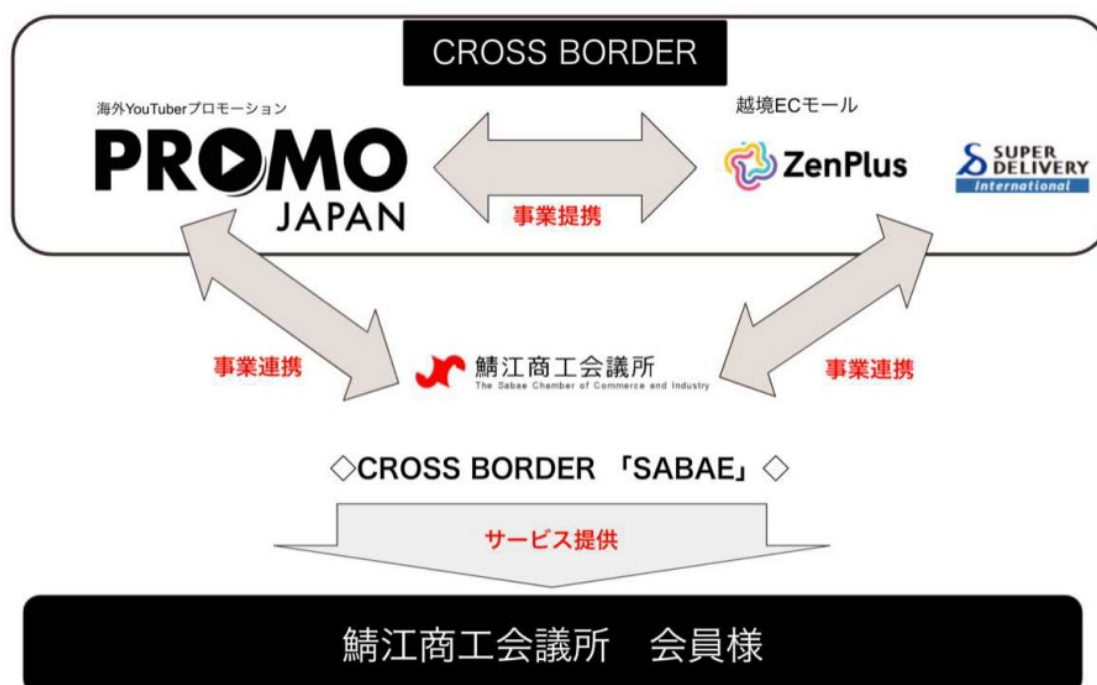 CROSS BORDER
海外YouTuberプロモーション
PROMO
JAPAN
事業提携
越境ECモール
ZenPlus
SUPER
DELIVERY
International
事業連携
鯖江商工会議所
The Sabae Chamber of Commerce and Industry
事業連携
◇CROSS BORDER 「SABAE」◇
サービス提供
鯖江商工会議所　会員様